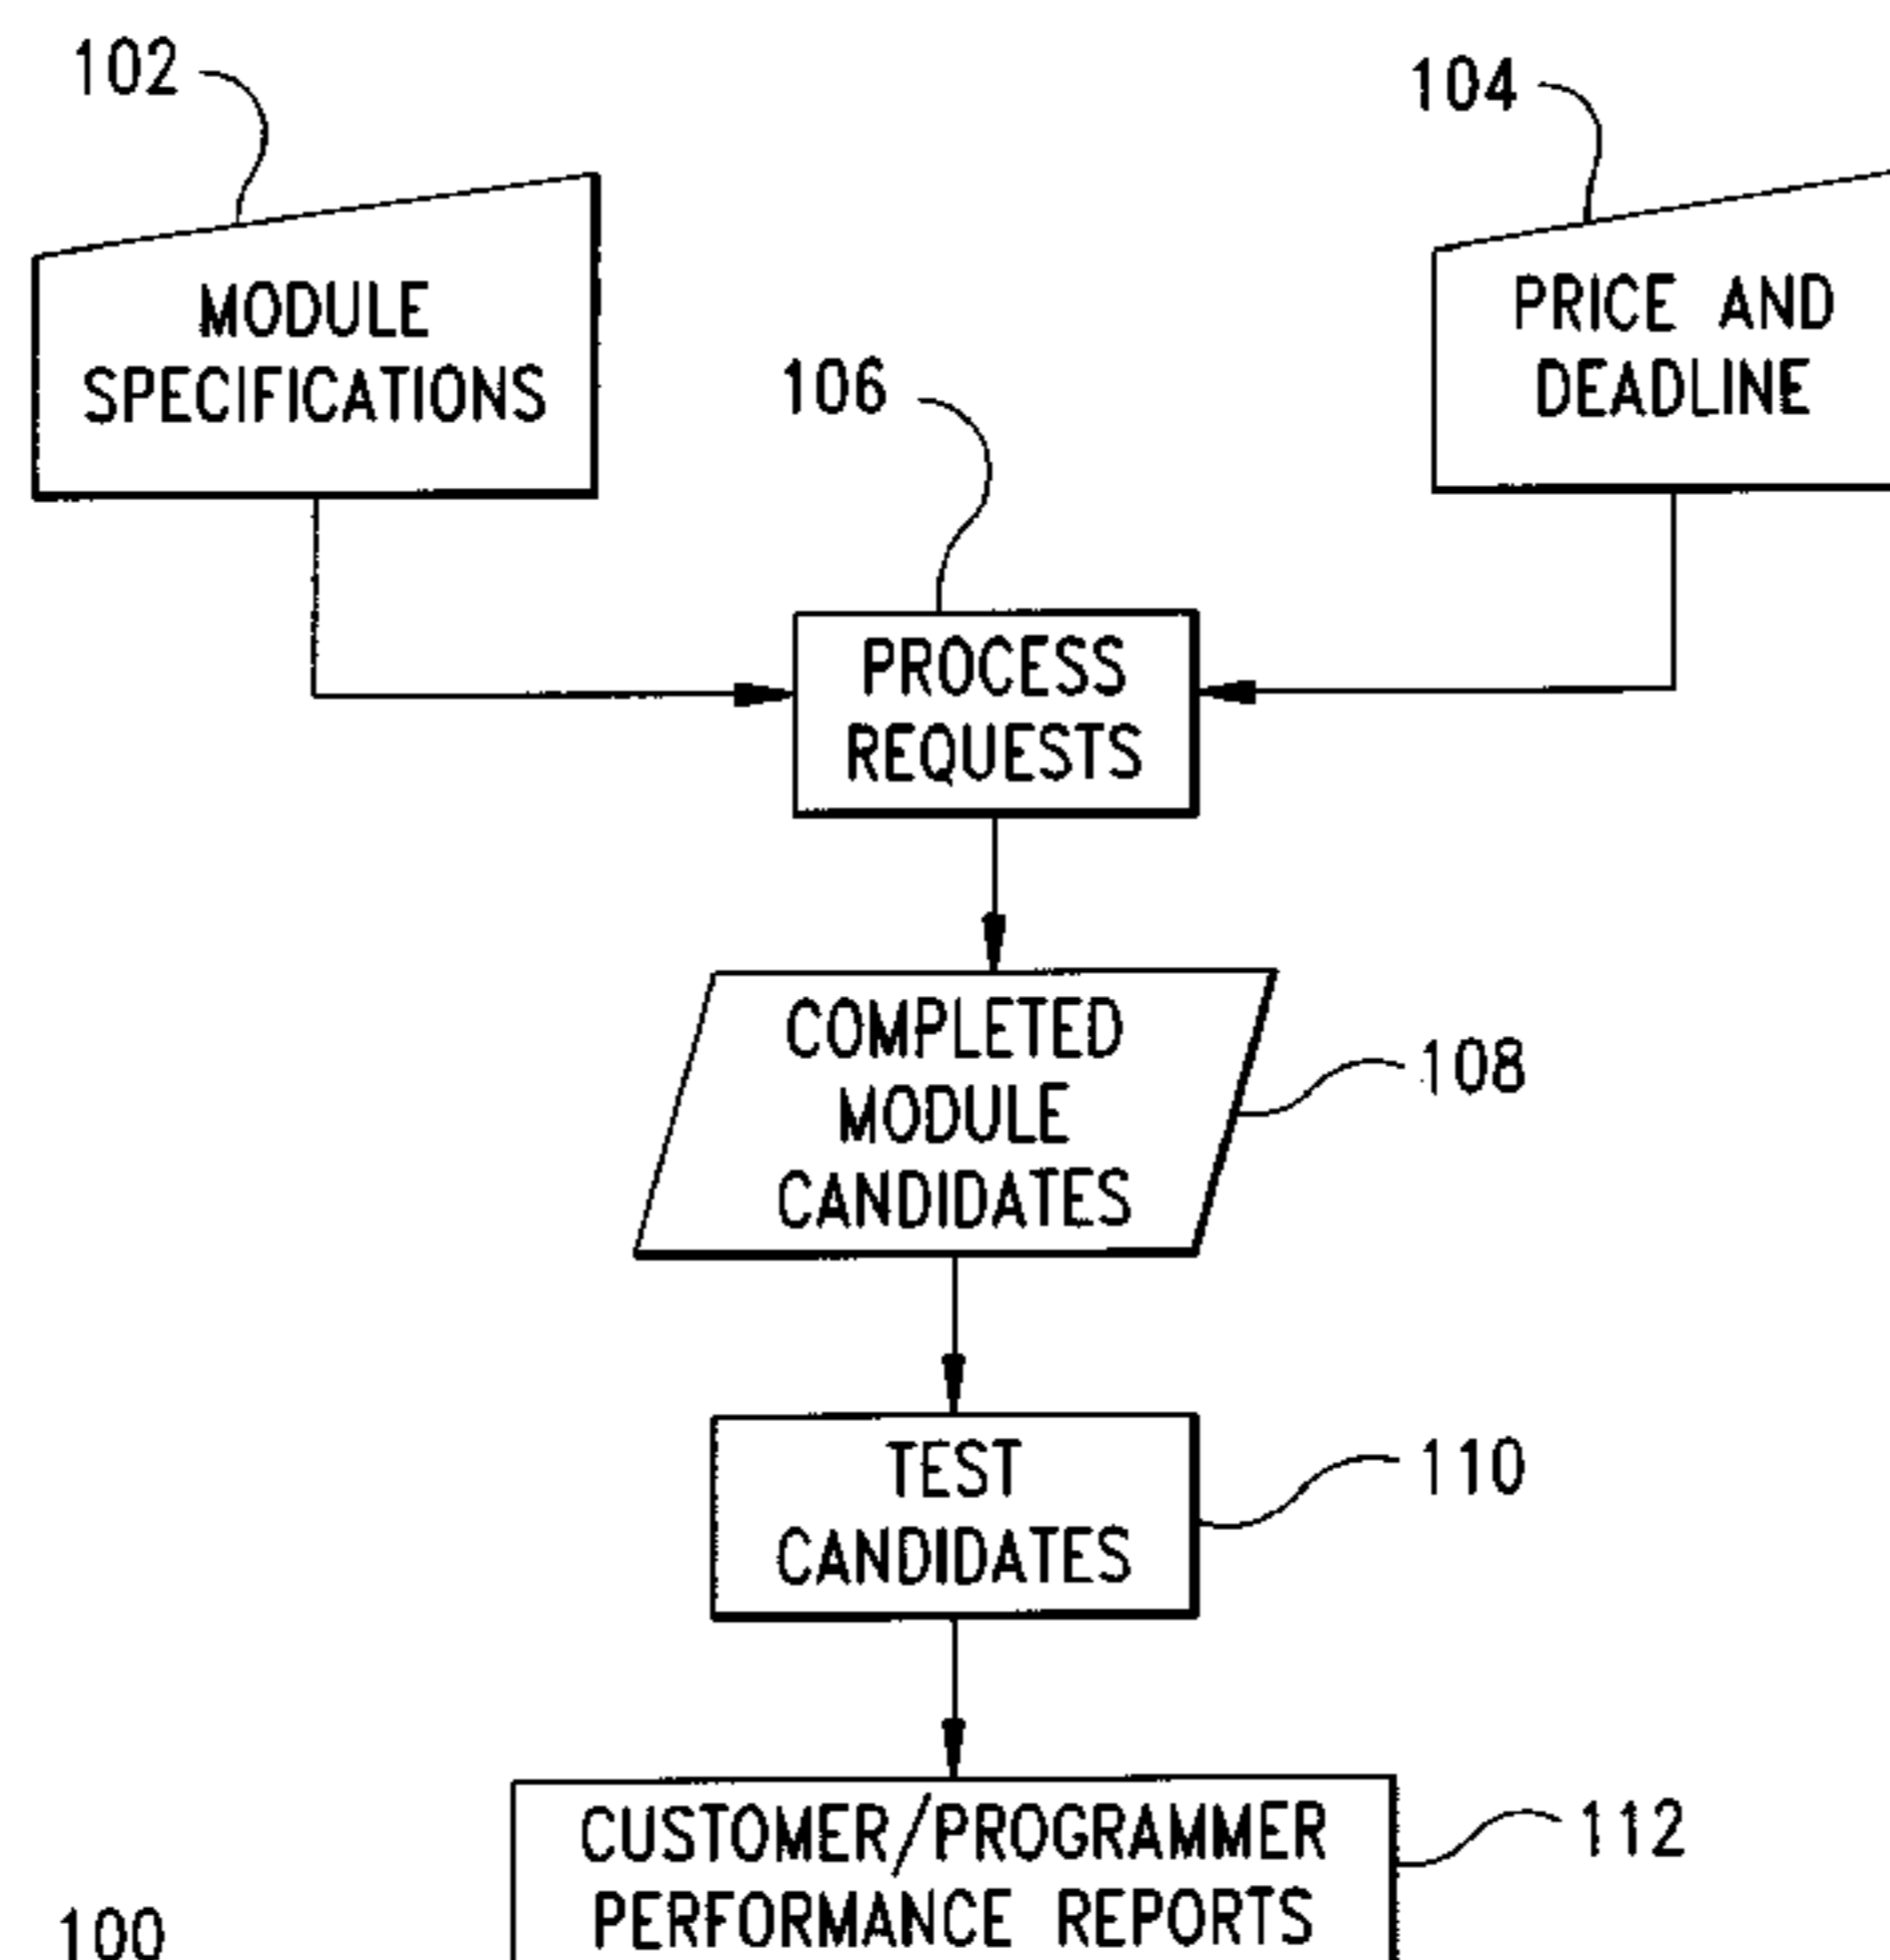 102
104
MODULE
SPECIFICATIONS
PRICE AND
DEADLINE
106
PROCESS
REQUESTS
COMPLETED
MODULE
CANDIDATES
108
TEST
CANDIDATES
110
CUSTOMER/PROGRAMMER
PERFORMANCE REPORTS
112
100